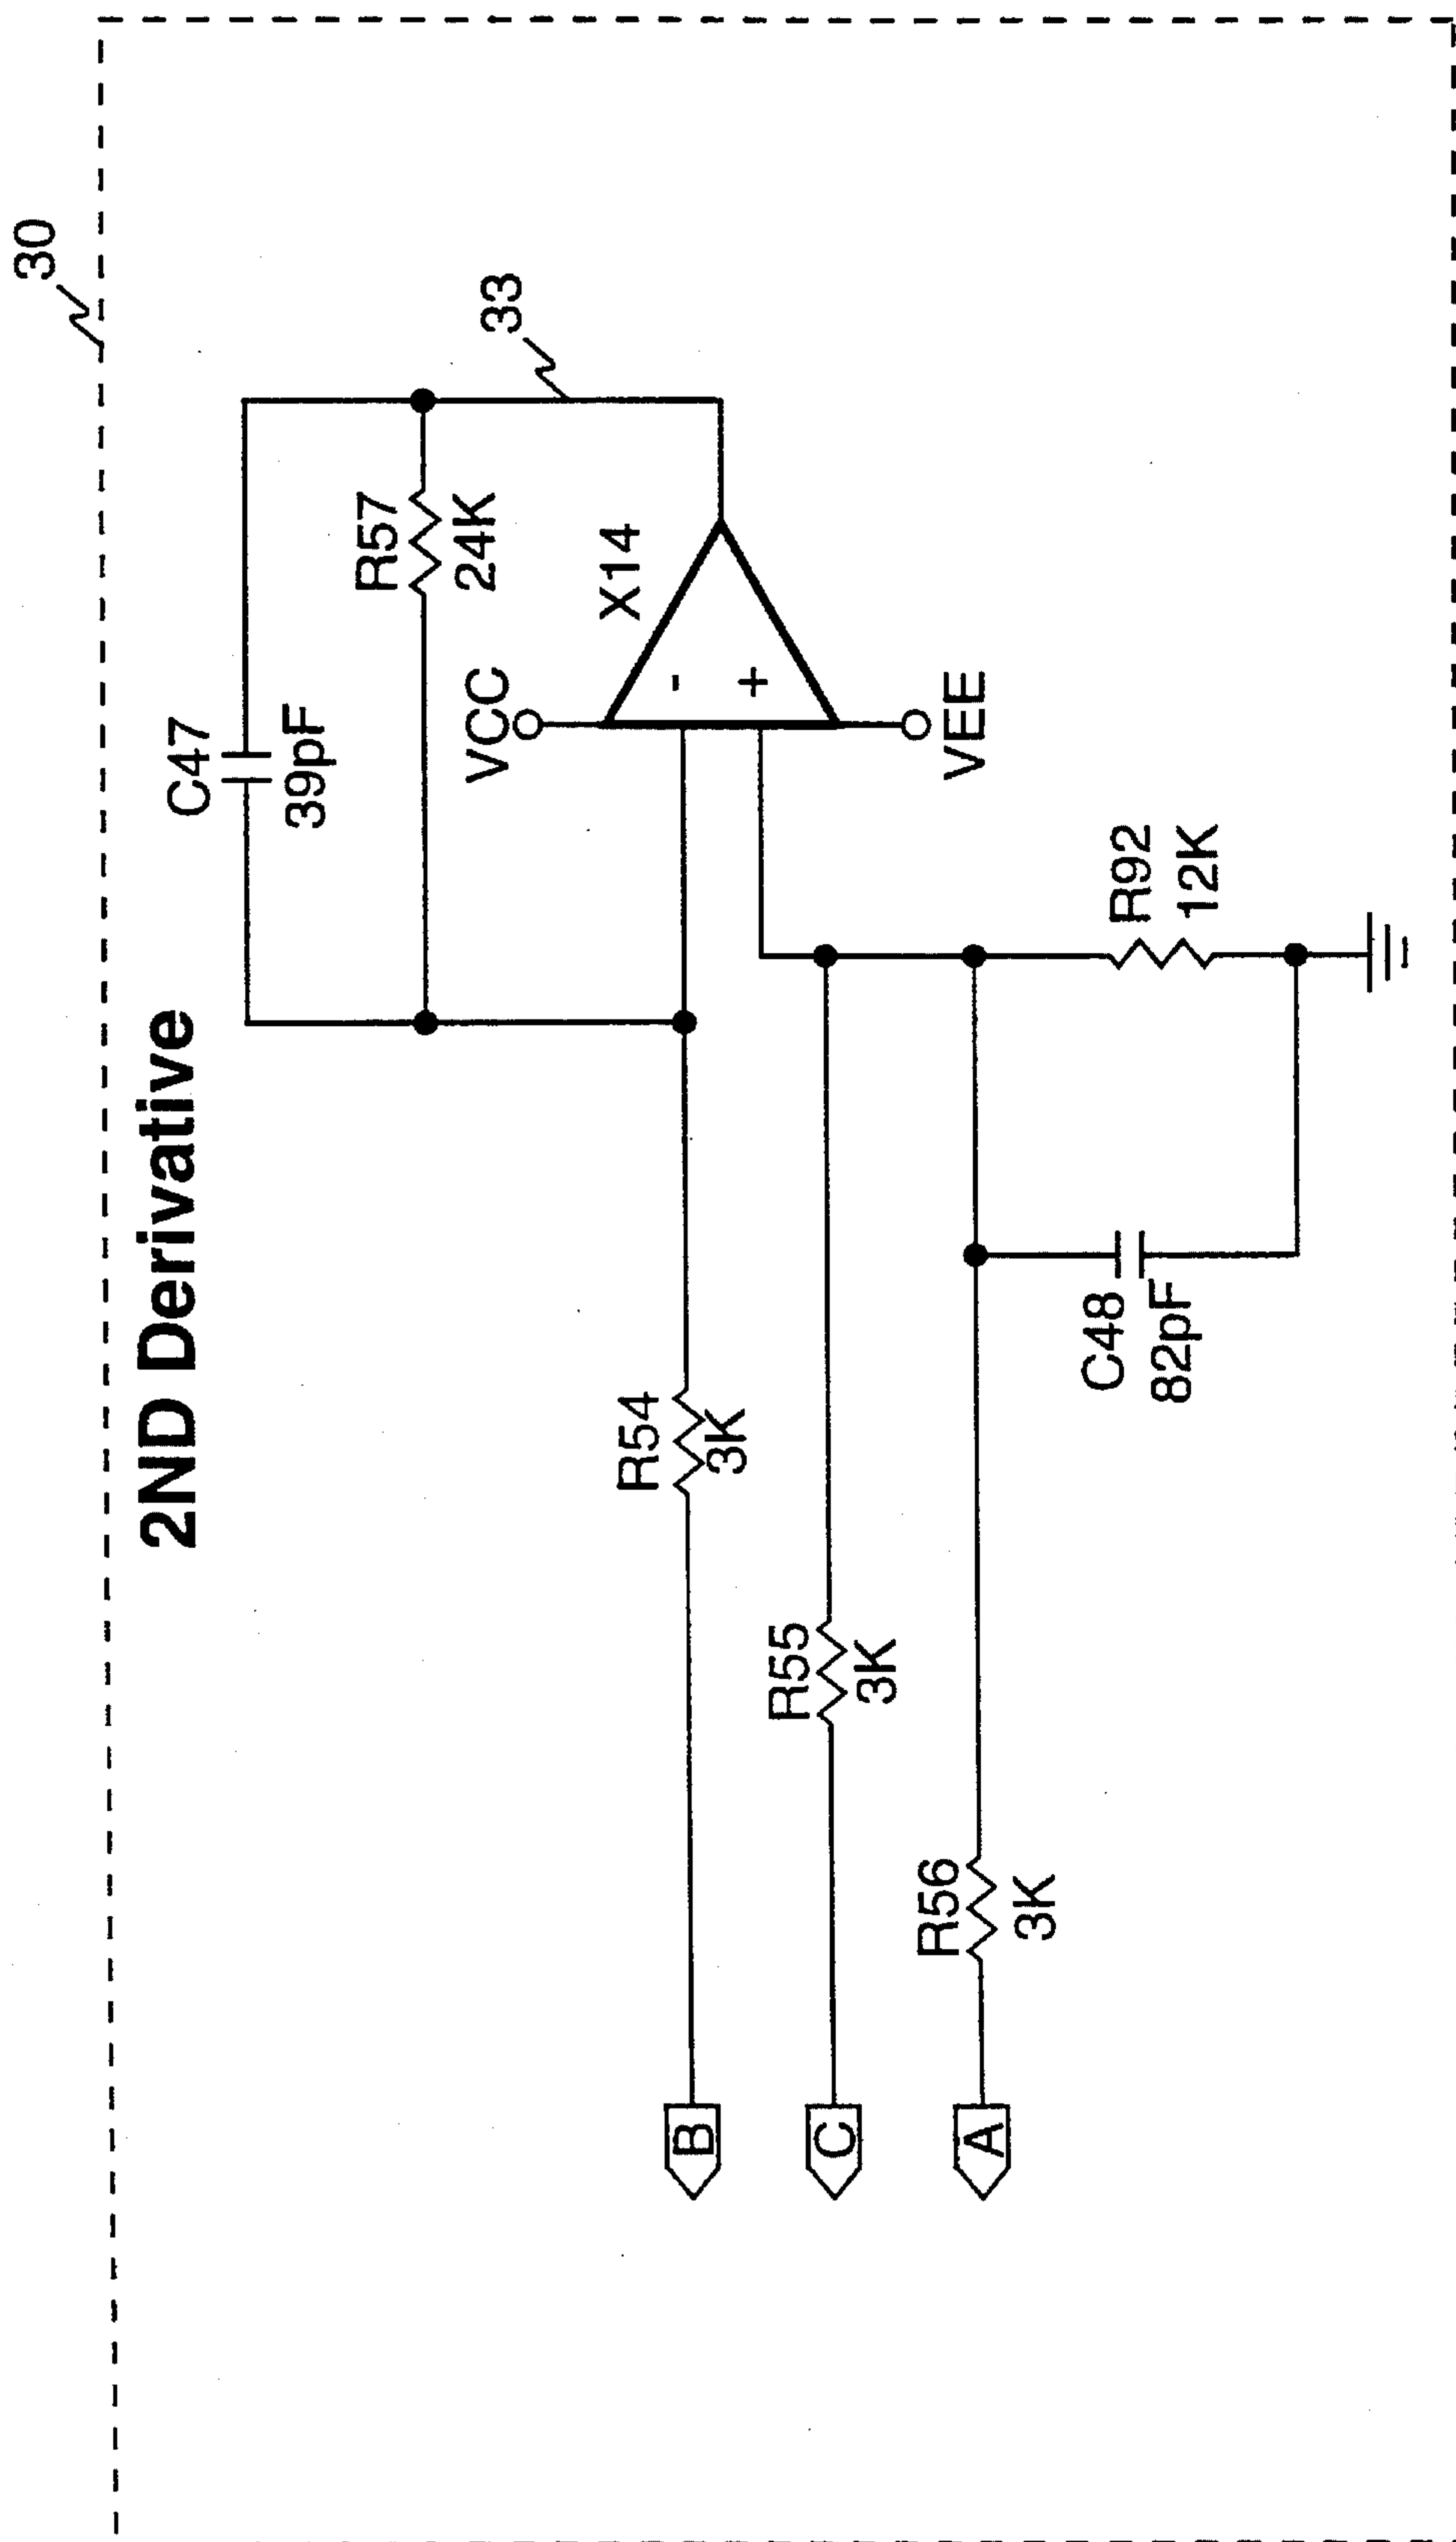 30
2ND Derivative
C47
39pF
R57
24K
33
VCC
X14
-
+
VEE
R54
3K
B
R55
3K
C
R56
3K
A
C48
82pF
R92
12K